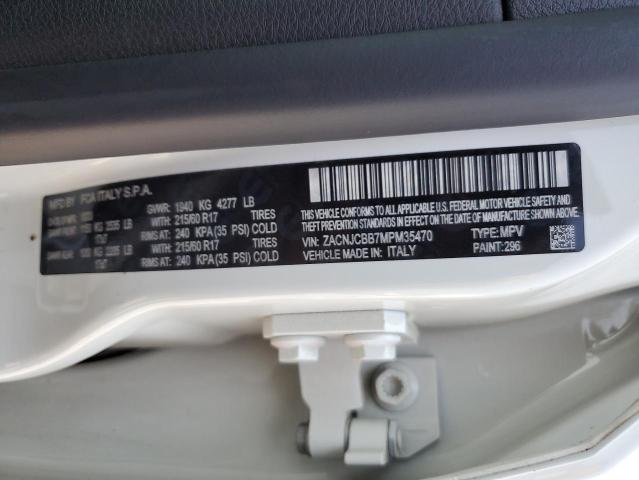 MFD BY FCA ITALY S.P.A.
GVWR: 1940 KG 4277 LB
WITH 215/60 R17 TIRES
RIMS AT: 240 KPA (35 PSI) COLD
WITH 215/60 R17 TIRES
RIMS AT: 240 KPA (35 PSI) COLD
THIS VEHICLE CONFORMS TO ALL APPLICABLE U.S.A. FEDERAL MOTOR VEHICLE SAFETY, BUMPER, AND
THEFT PREVENTION STANDARDS IN EFFECT ON THE DATE OF MANUFACTURE SHOWN ABOVE
VIN: ZACNJCBB7MPM35470 TYPE: MPV
VEHICLE MADE IN: ITALY PAINT: 296